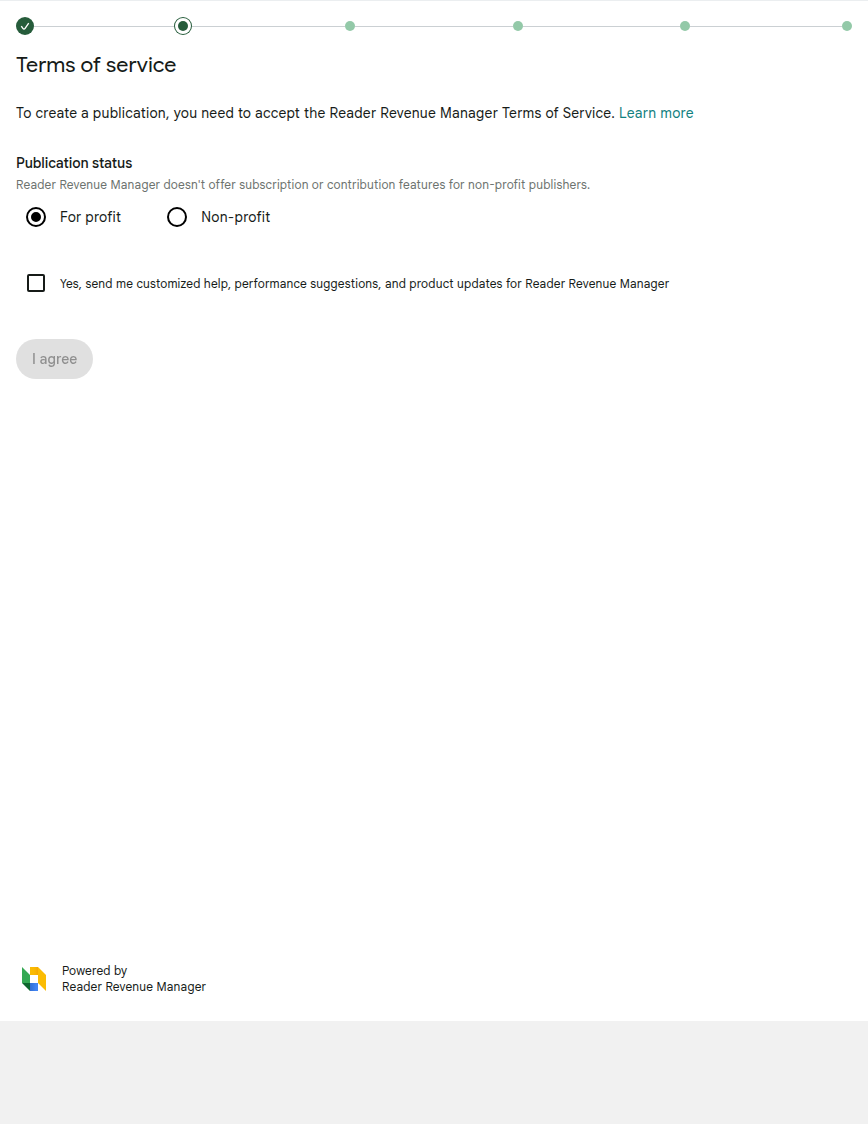 Terms of service
To create a publication, you need to accept the Reader Revenue Manager Terms of Service. Learn more
Publication status
Reader Revenue Manager doesn't offer subscription or contribution features for non-profit publishers.
For profit
Non-profit
Yes, send me customized help, performance suggestions, and product updates for Reader Revenue Manager
I agree
Powered by
Reader Revenue Manager